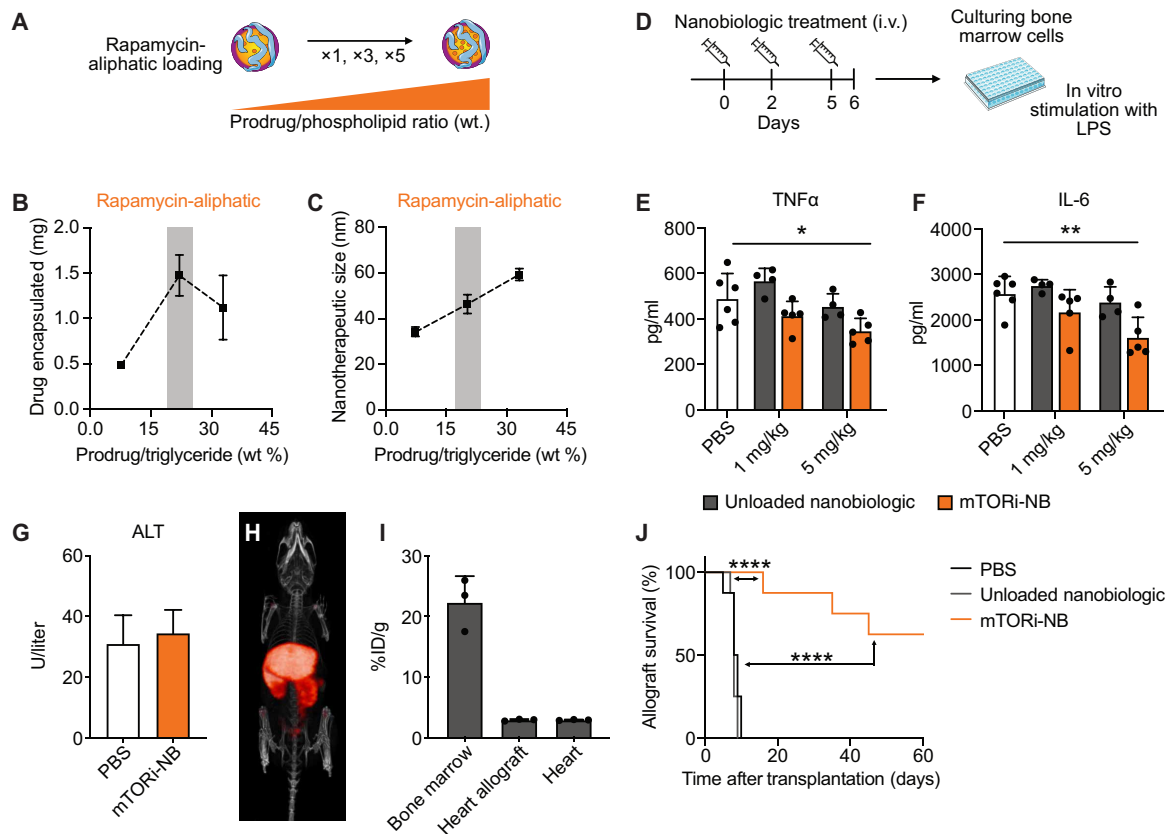 A
Rapamycin-
aliphatic loading
×1, ×3, ×5
Prodrug/phospholipid ratio (wt.)
D
Nanobiologic treatment (i.v.)
0
2
5
6
Days
Culturing bone
marrow cells
In vitro
stimulation with
LPS
B
Rapamycin-aliphatic
Drug encapsulated (mg)
2.0
1.5
1.0
0.5
0.0
0.0
15
30
45
Prodrug/triglyceride (wt %)
C
Rapamycin-aliphatic
Nanotherapeutic size (nm)
80
60
40
20
0
0.0
15
30
45
Prodrug/triglyceride (wt %)
E
TNFα
*
pg/ml
800
600
400
200
0
PBS
1 mg/kg
5 mg/kg
F
IL-6
**
pg/ml
4000
3000
2000
1000
0
PBS
1 mg/kg
5 mg/kg
Unloaded nanobiologic
mTORi-NB
G
ALT
U/liter
60
40
20
0
PBS
mTORi-NB
H
I
%ID/g
30
20
10
0
Bone marrow
Heart allograft
Heart
J
Allograft survival (%)
100
50
0
****
****
0
20
40
60
Time after transplantation (days)
PBS
Unloaded nanobiologic
mTORi-NB